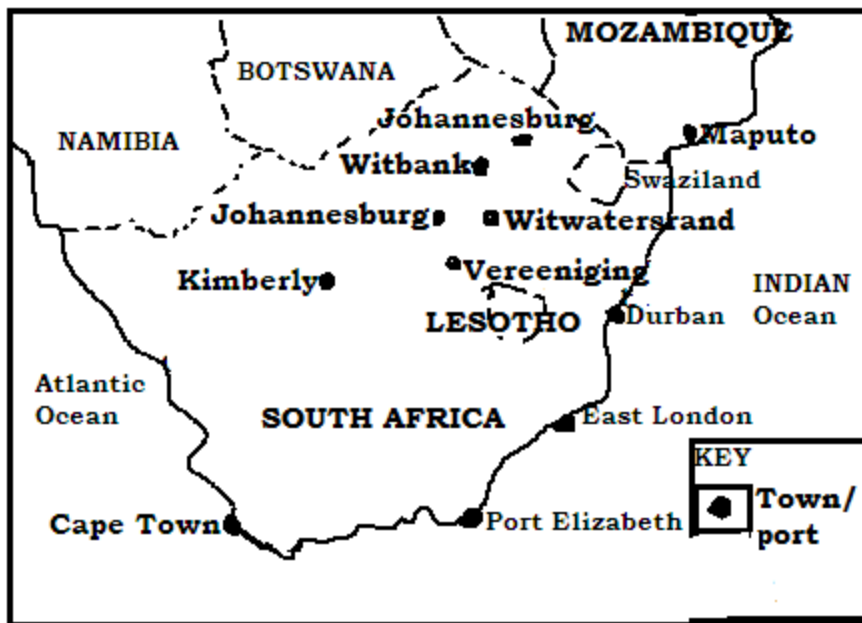 MOZAMBIQUE
BOTSWANA
Johannesburg
NAMIBIA
Maputo
Witbank
Swaziland
Johannesburg
Witwatersrand
Vereeniging
Kimberly
INDIAN
Ocean
LESOTHO
Durban
Atlantic
Ocean
SOUTH AFRICA
East London
KEY
Town/
port
Cape Town
Port Elizabeth